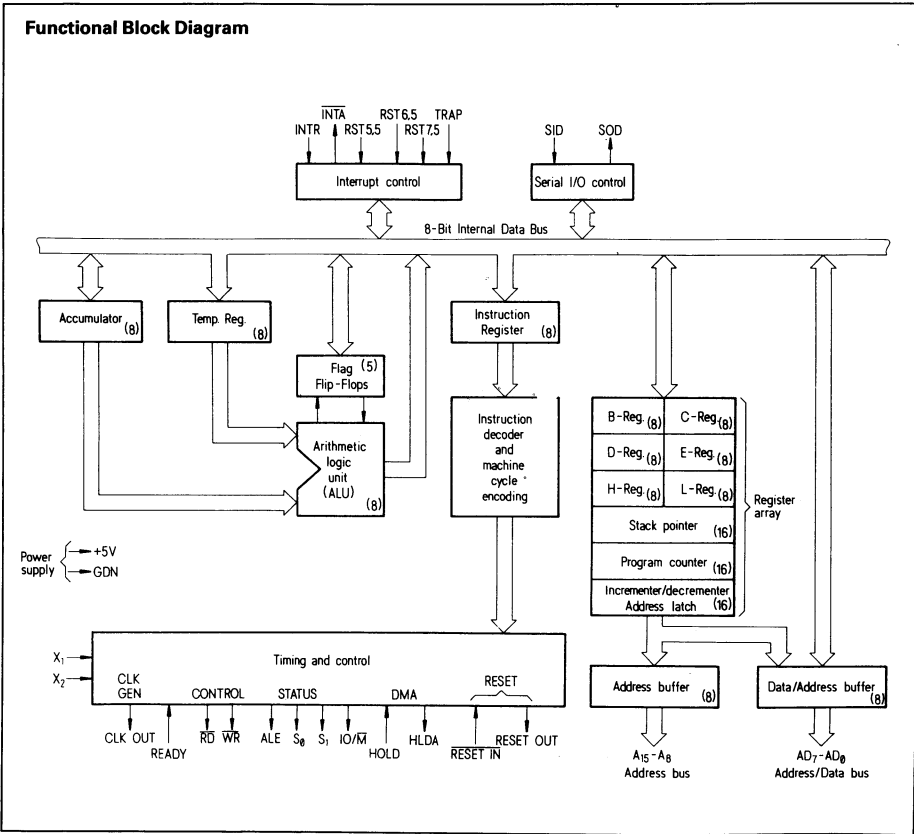 Functional Block Diagram
INTR
I̅N̅T̅A̅
RST5,5
RST6,5
RST7,5
TRAP
SID
SOD
Interrupt control
Serial I/O control
8-Bit Internal Data Bus
Accumulator
(8)
Temp. Reg.
(8)
Instruction
Register
(8)
Flag (5)
Flip-Flops
Arithmetic
logic
unit
(ALU)
(8)
Instruction
decoder
and
machine
cycle
encoding
B-Reg. (8)
C-Reg. (8)
D-Reg. (8)
E-Reg. (8)
H-Reg. (8)
L-Reg. (8)
Stack pointer (16)
Program counter (16)
Incrementer/decrementer
Address latch (16)
Register
array
Power
supply
+5V
GDN
X₁
X₂
Timing and control
CLK
GEN
CONTROL
STATUS
DMA
RESET
CLK OUT
READY
R̅D̅
W̅R̅
ALE
S₀
S₁
IO/M̅
HOLD
HLDA
R̅E̅S̅E̅T̅ I̅N̅
RESET OUT
Address buffer
(8)
Data/Address buffer
(8)
A₁₅-A₈
Address bus
AD₇-AD₀
Address/Data bus